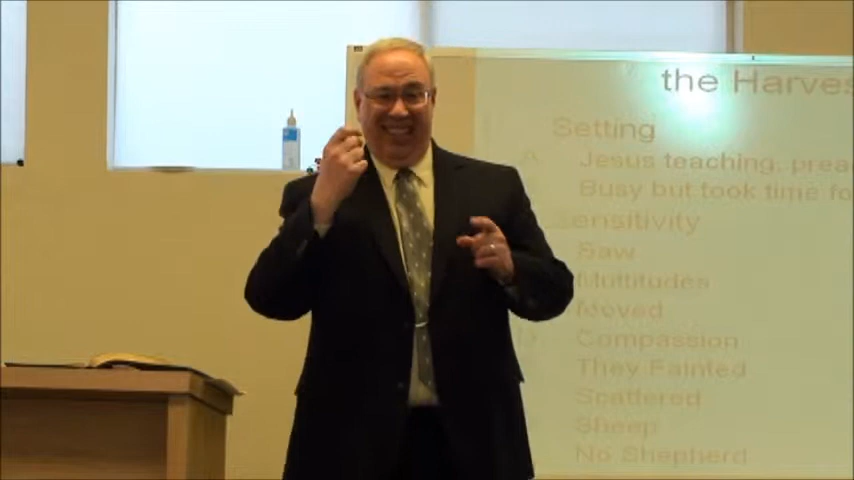 the Harves
Setting
A. Jesus teaching, prea
Busy but took time fo
Sensitivity
Saw
Multitudes
Moved
Compassion
They Fainted
Scattered
Sheep
No Shepherd